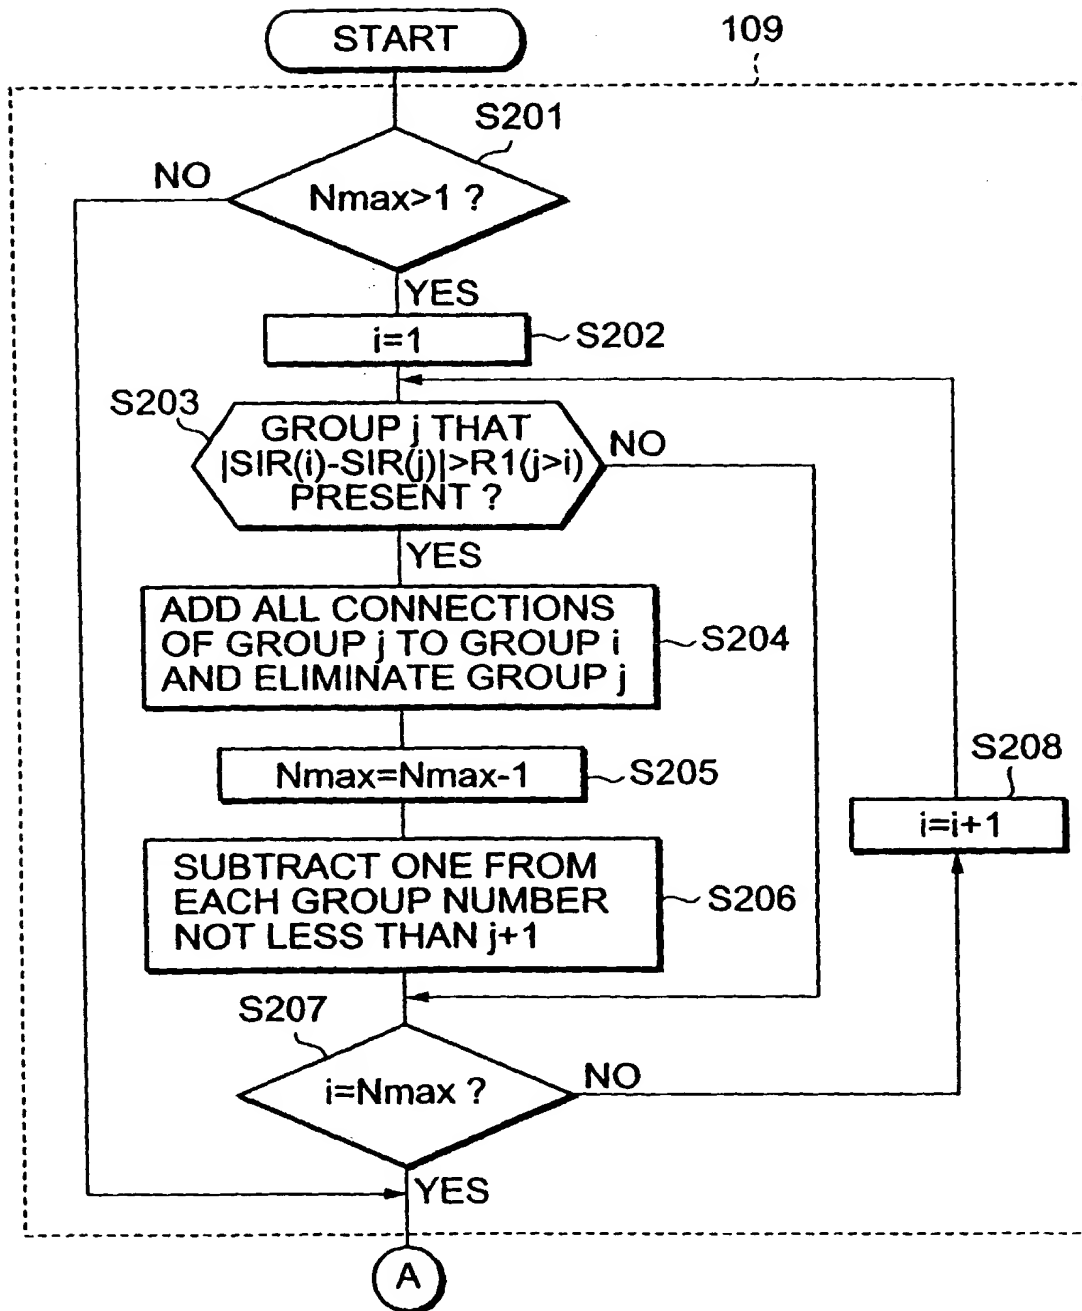 START
109
S201
NO
Nmax>1 ?
YES
i=1
S202
S203
GROUP j THAT
|SIR(i)-SIR(j)|>R1(j>i)
PRESENT ?
NO
YES
ADD ALL CONNECTIONS
OF GROUP j TO GROUP i
AND ELIMINATE GROUP j
S204
Nmax=Nmax-1
S205
S208
i=i+1
SUBTRACT ONE FROM
EACH GROUP NUMBER
NOT LESS THAN j+1
S206
S207
i=Nmax ?
NO
YES
A